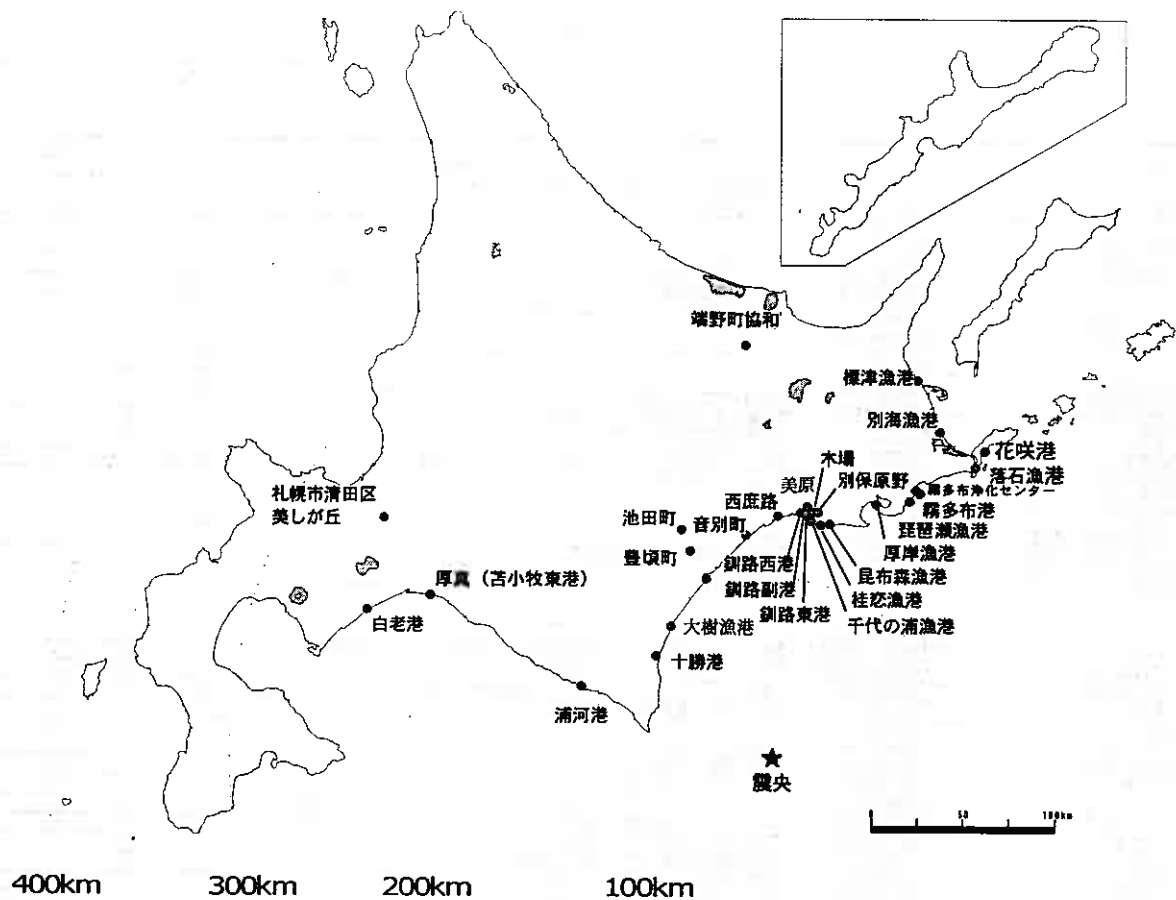 端野町協和
標津漁港
別海漁港
花咲港
落石漁港
木場
美原
別保原野
霧多布浄化センター
西庶路
霧多布港
札幌市清田区
美しが丘
池田町
音別町
琵琶瀬漁港
厚岸漁港
豊頃町
釧路西港
昆布森漁港
厚真（苫小牧東港）
釧路副港
桂恋漁港
白老港
釧路東港
千代の浦漁港
大樹漁港
十勝港
浦河港
震央
0 50 100km
400km 300km 200km 100km